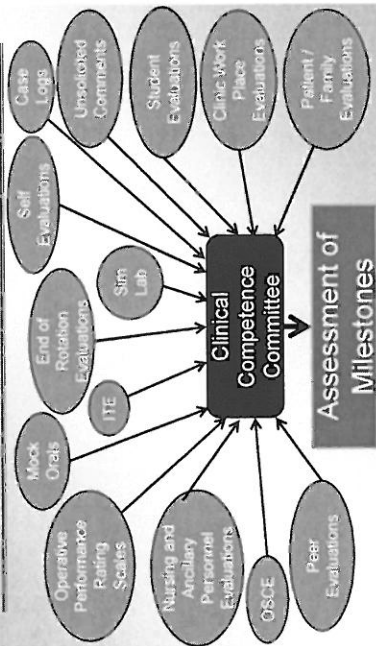 Case
Logs
Unsolicited
Comments
Student
Evaluations
Clinic Work
Place
Evaluations
Patient /
Family
Evaluations
Self
Evaluations
Sim
Lab
End of
Rotation
Evaluations
ITE
Mock
Orals
Operative
Performance
Rating
Scales
Nursing and
Ancillary
Personnel
Evaluations
OSCE
Peer
Evaluations
Clinical
Competence
Committee
Assessment of
Milestones